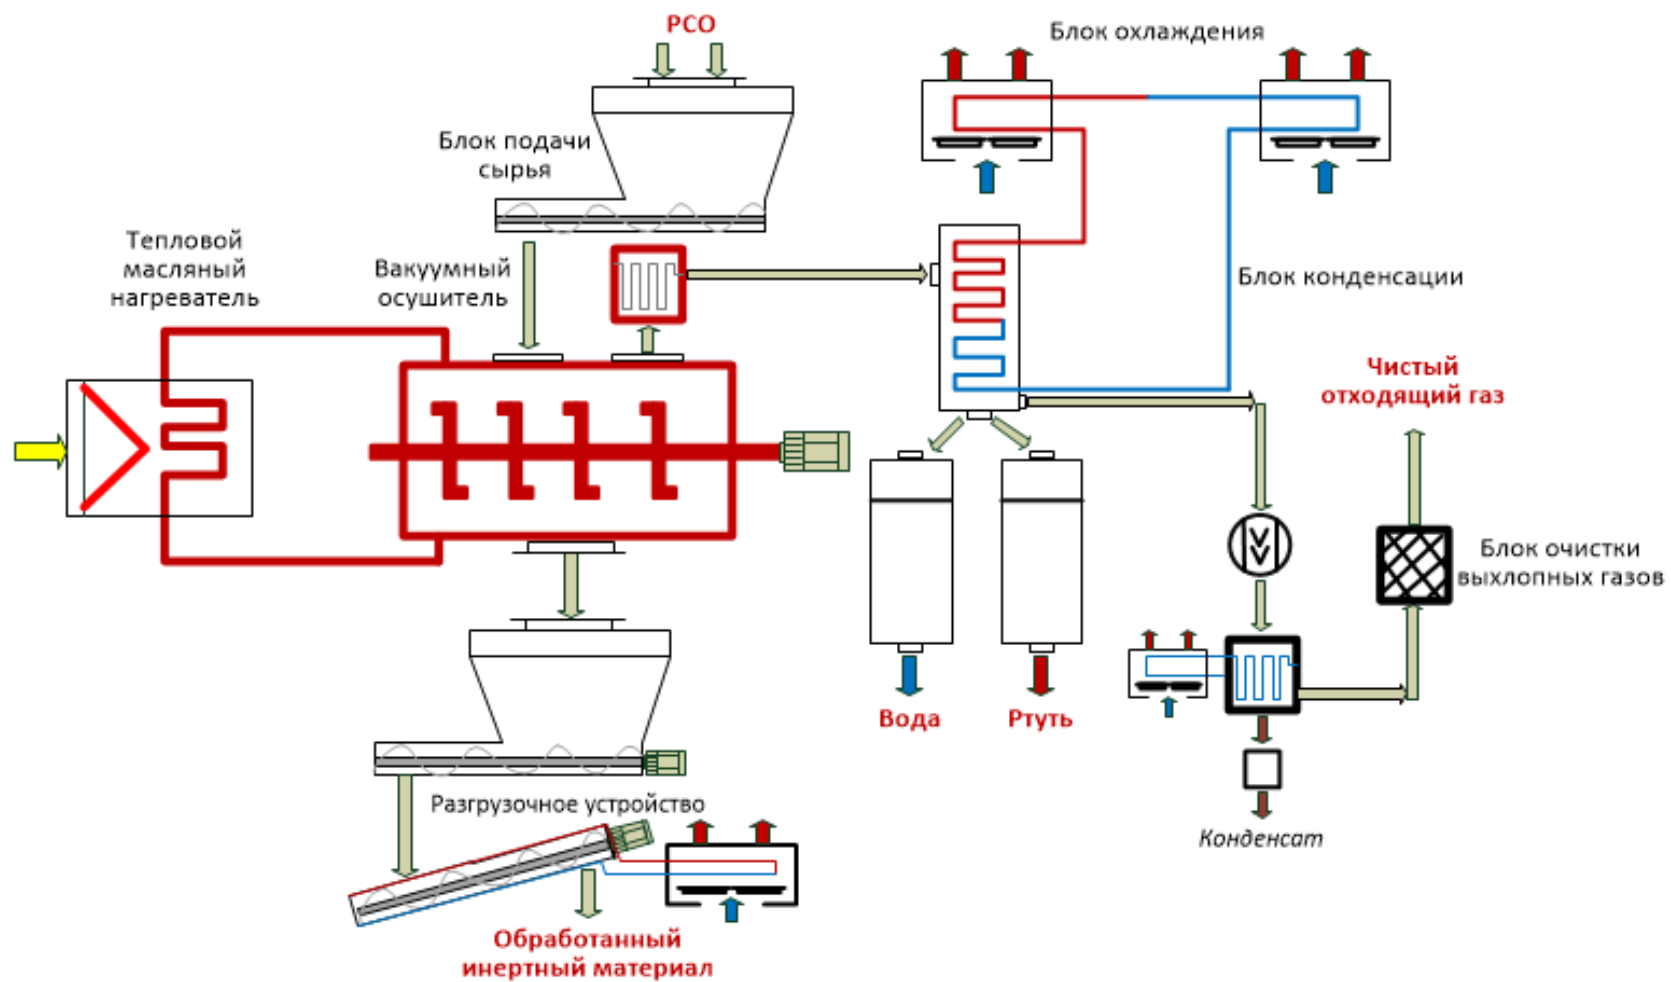 РСО
Блок охлаждения
Блок подачи
сырья
Тепловой
масляный
нагреватель
Вакуумный
осушитель
Блок конденсации
Чистый
отходящий газ
Блок очистки
выхлопных газов
Вода
Ртуть
Разгрузочное устройство
Конденсат
Обработанный
инертный материал